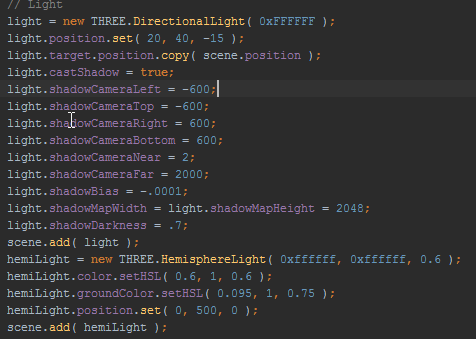 // Light
light = new THREE.DirectionalLight( 0xFFFFFF );
light.position.set( 20, 40, -15 );
light.target.position.copy( scene.position );
light.castShadow = true;
light.shadowCameraLeft = -600;
light.shadowCameraTop = -600;
light.shadowCameraRight = 600;
light.shadowCameraBottom = 600;
light.shadowCameraNear = 2;
light.shadowCameraFar = 2000;
light.shadowBias = -.0001;
light.shadowMapWidth = light.shadowMapHeight = 2048;
light.shadowDarkness = .7;
scene.add( light );
hemiLight = new THREE.HemisphereLight( 0xffffff, 0xffffff, 0.6 );
hemiLight.color.setHSL( 0.6, 1, 0.6 );
hemiLight.groundColor.setHSL( 0.095, 1, 0.75 );
hemiLight.position.set( 0, 500, 0 );
scene.add( hemiLight );